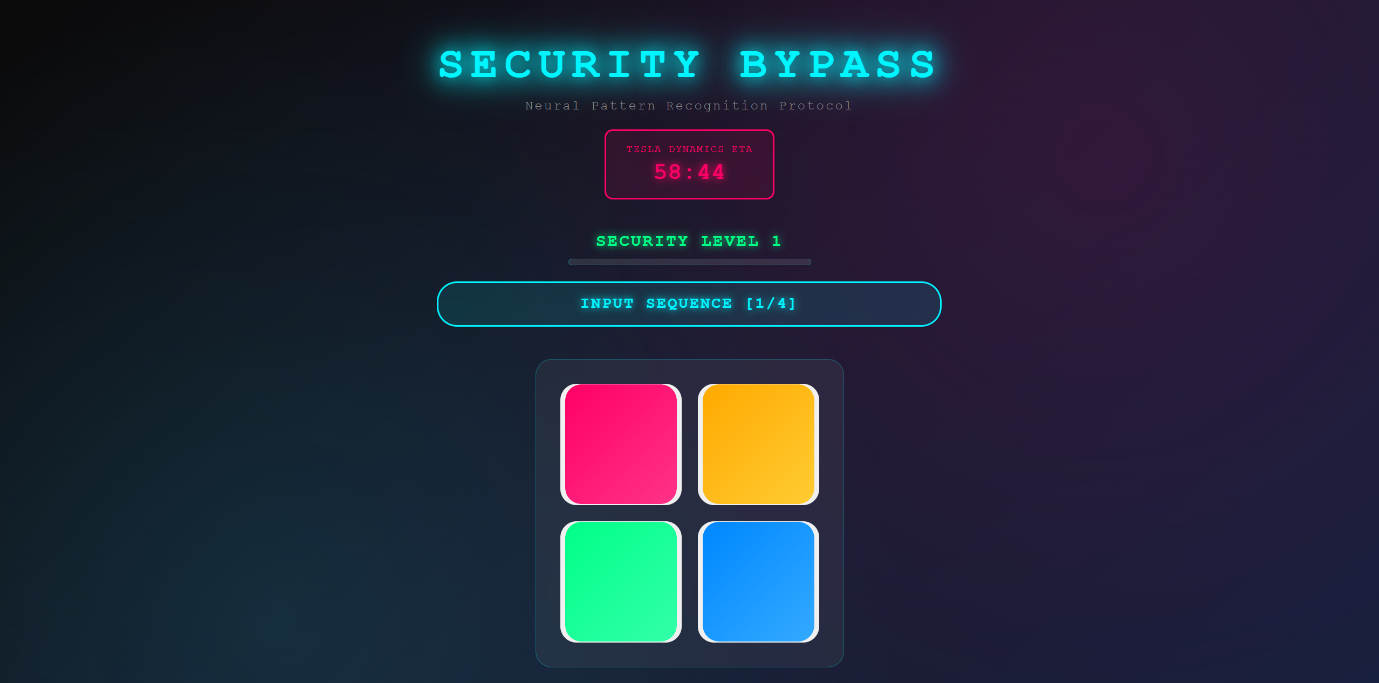 SECURITY BYPASS
Neural Pattern Recognition Protocol
TESLA DYNAMICS ETA
58:44
SECURITY LEVEL 1
INPUT SEQUENCE [1/4]